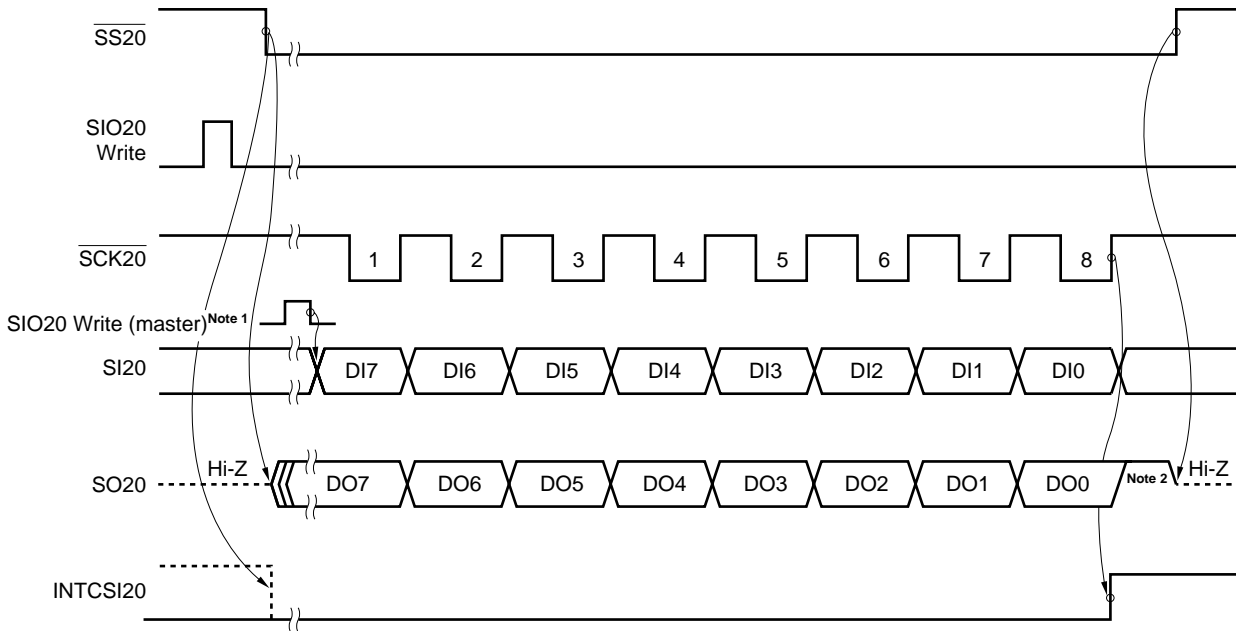 SS20
SIO20
Write
SCK20
1 2 3 4 5 6 7 8
SIO20 Write (master)Note 1
SI20
DI7 DI6 DI5 DI4 DI3 DI2 DI1 DI0
Hi-Z
SO20
DO7 DO6 DO5 DO4 DO3 DO2 DO1 DO0
Note 2
Hi-Z
INTCSI20